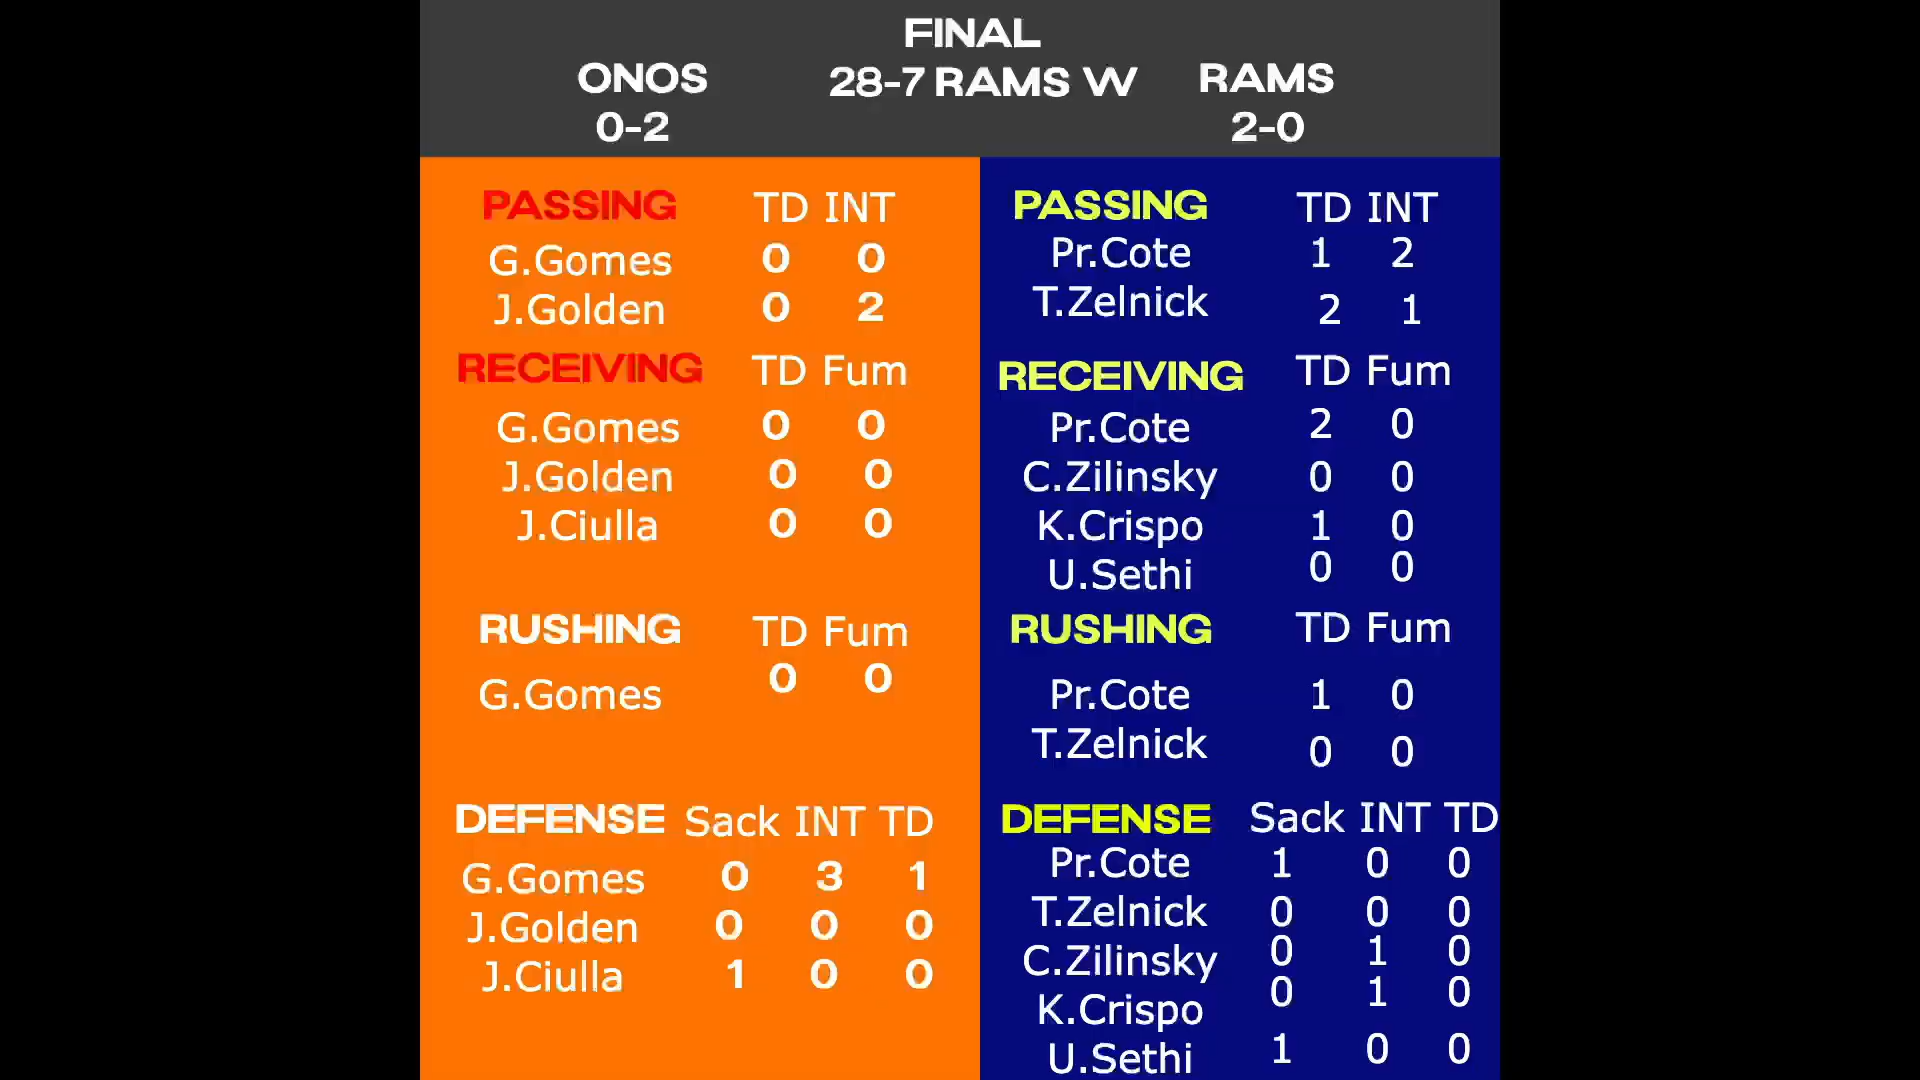 FINAL
ONOS 28-7 RAMS W RAMS
0-2 2-0
PASSING TD INT
G.Gomes 0 0
J.Golden 0 2
RECEIVING TD Fum
G.Gomes 0 0
J.Golden 0 0
J.Ciulla 0 0
RUSHING TD Fum
G.Gomes 0 0
DEFENSE Sack INT TD
G.Gomes 0 3 1
J.Golden 0 0 0
J.Ciulla 1 0 0
PASSING TD INT
Pr.Cote 1 2
T.Zelnick 2 1
RECEIVING TD Fum
Pr.Cote 2 0
C.Zilinsky 0 0
K.Crispo 1 0
U.Sethi 0 0
RUSHING TD Fum
Pr.Cote 1 0
T.Zelnick 0 0
DEFENSE Sack INT TD
Pr.Cote 1 0 0
T.Zelnick 0 0 0
C.Zilinsky 0 1 0
K.Crispo 0 1 0
U.Sethi 1 0 0